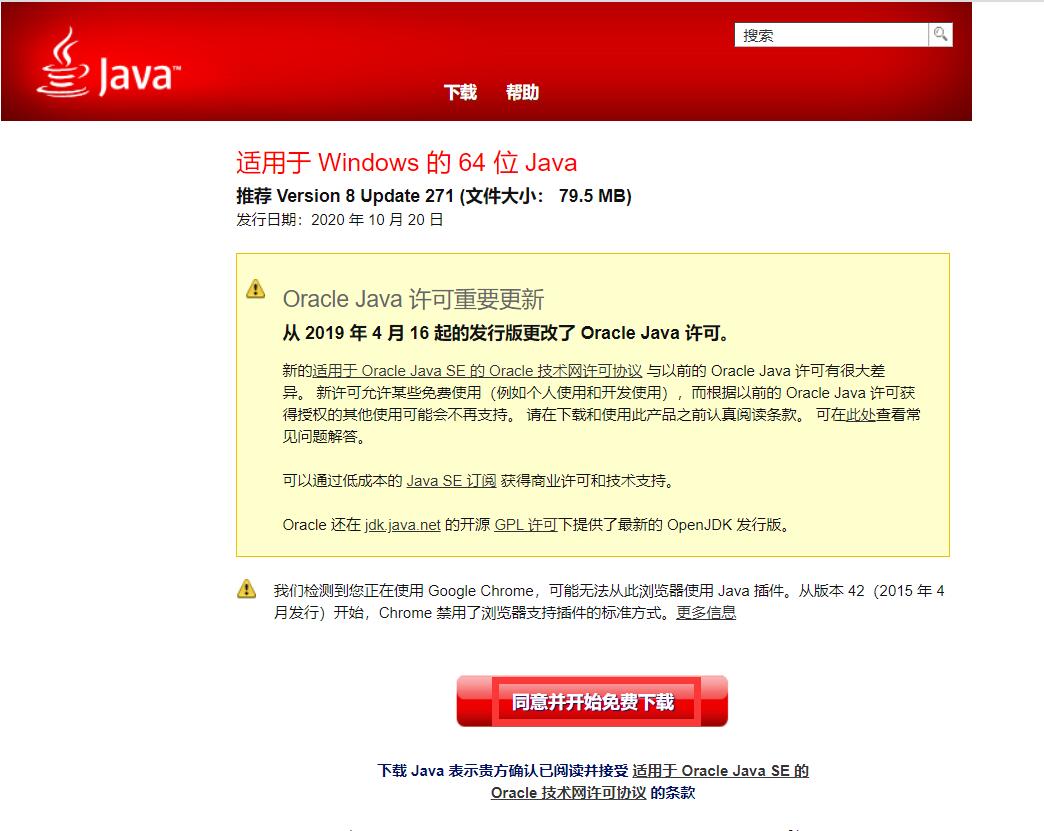 搜索
Java™
下载 帮助
适用于 Windows 的 64 位 Java
推荐 Version 8 Update 271 (文件大小： 79.5 MB)
发行日期：2020 年 10 月 20 日
Oracle Java 许可重要更新
从 2019 年 4 月 16 起的发行版更改了 Oracle Java 许可。
新的适用于 Oracle Java SE 的 Oracle 技术网许可协议 与以前的 Oracle Java 许可有很大差
异。 新许可允许某些免费使用（例如个人使用和开发使用），而根据以前的 Oracle Java 许可获
得授权的其他使用可能会不再支持。 请在下载和使用此产品之前认真阅读条款。 可在此处查看常
见问题解答。
可以通过低成本的 Java SE 订阅 获得商业许可和技术支持。
Oracle 还在 jdk.java.net 的开源 GPL 许可下提供了最新的 OpenJDK 发行版。
我们检测到您正在使用 Google Chrome，可能无法从此浏览器使用 Java 插件。从版本 42（2015 年 4
月发行）开始，Chrome 禁用了浏览器支持插件的标准方式。更多信息
同意并开始免费下载
下载 Java 表示贵方确认已阅读并接受 适用于 Oracle Java SE 的
Oracle 技术网许可协议 的条款